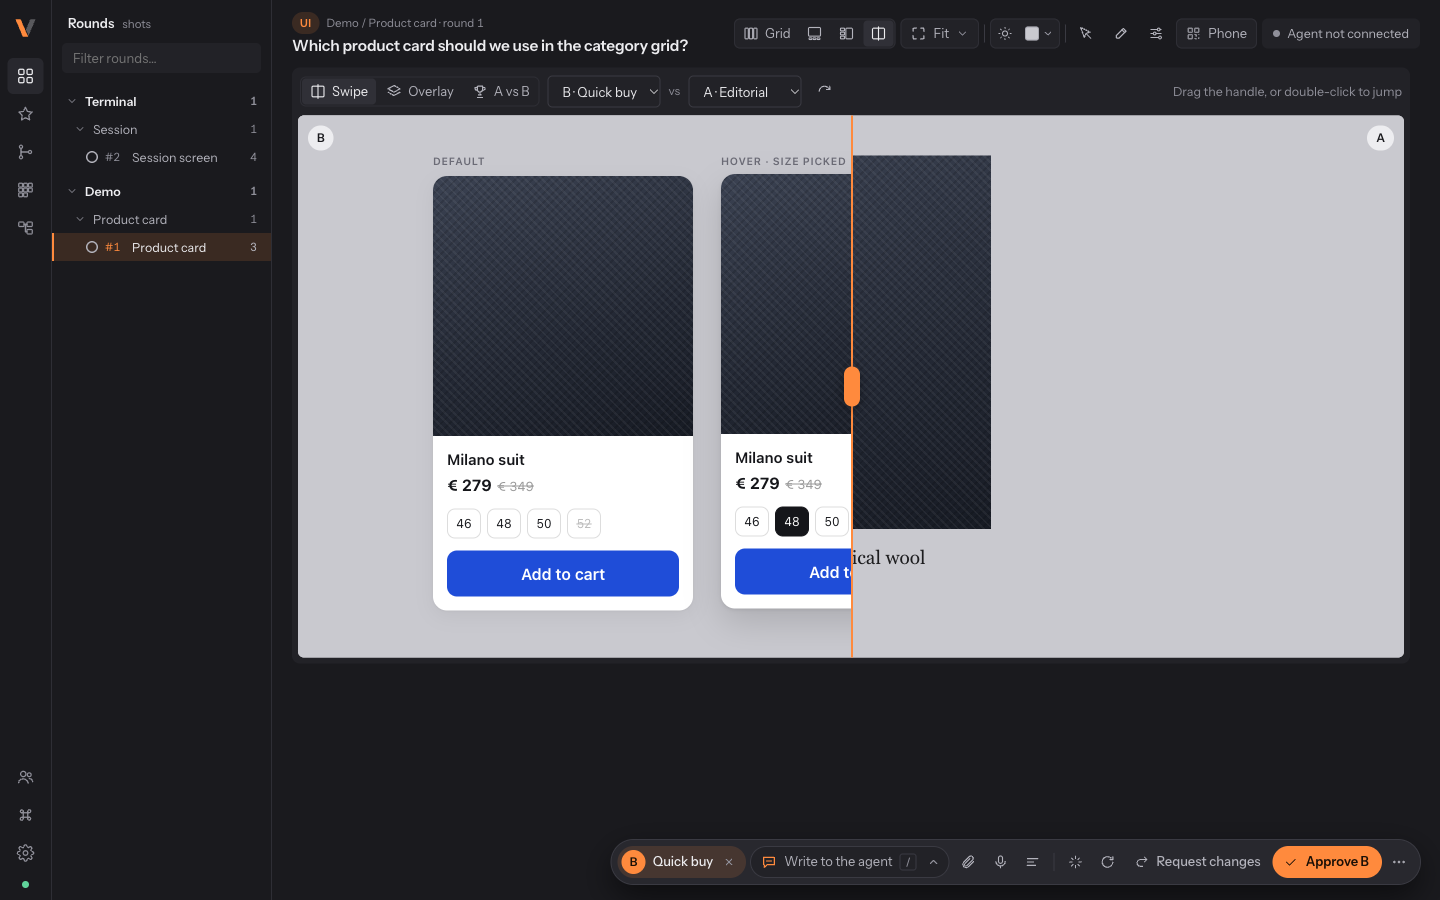 Rounds shots
Filter rounds...
Terminal 1
Session 1
#2 Session screen 4
Demo 1
Product card 1
#1 Product card 3
UI Demo / Product card · round 1
Which product card should we use in the category grid?
Grid
Fit
Phone
Agent not connected
Swipe
Overlay
A vs B
B · Quick buy
vs
A · Editorial
Drag the handle, or double-click to jump
B
A
DEFAULT
HOVER · SIZE PICKED
Milano suit
€ 279 € 349
46 48 50 52
Add to cart
Milano suit
€ 279 € 349
46 48 50
Add to
ical wool
B Quick buy ×
Write to the agent /
Request changes
Approve B